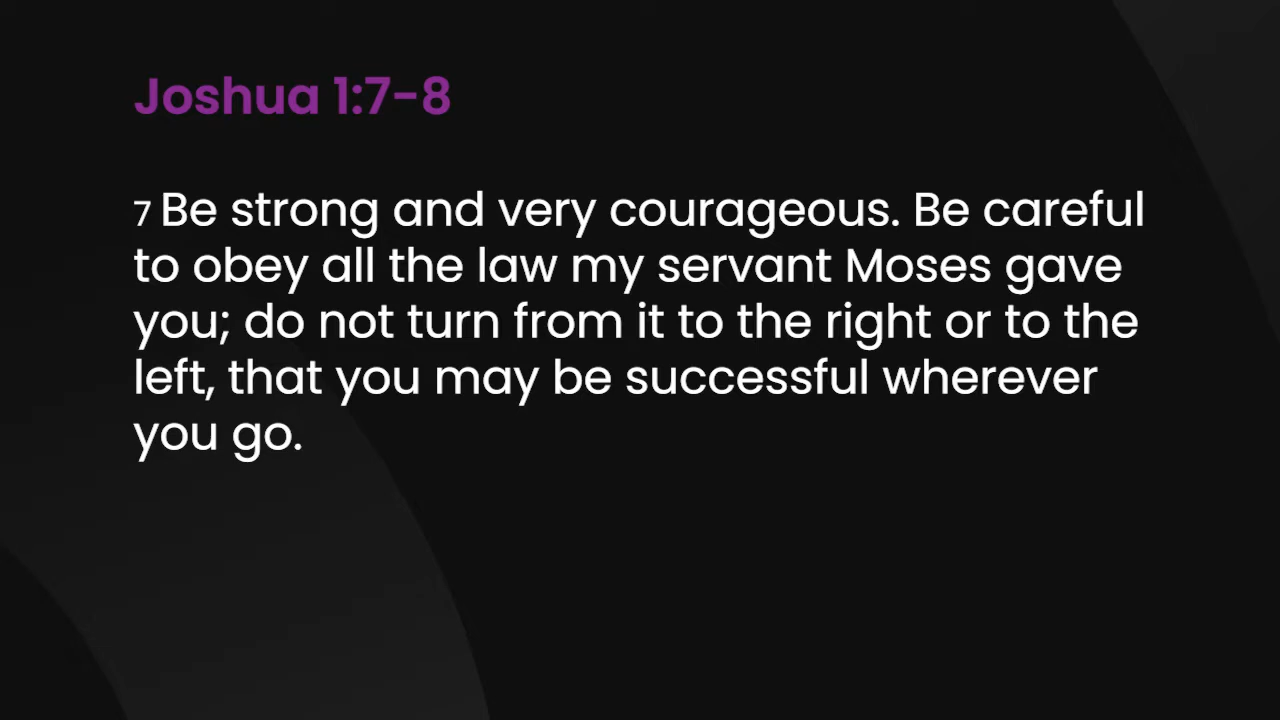 Joshua 1:7-8
7 Be strong and very courageous. Be careful
to obey all the law my servant Moses gave
you; do not turn from it to the right or to the
left, that you may be successful wherever
you go.